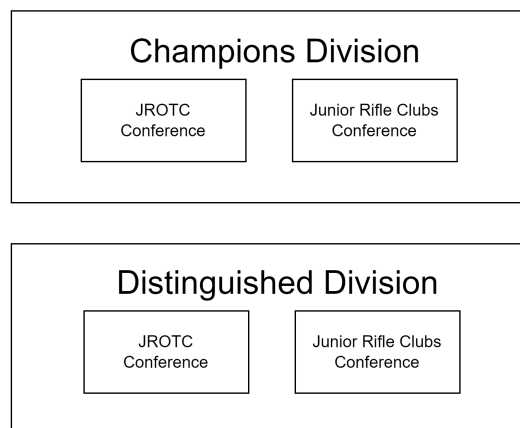 Champions Division
JROTC
Conference
Junior Rifle Clubs
Conference
Distinguished Division
JROTC
Conference
Junior Rifle Clubs
Conference